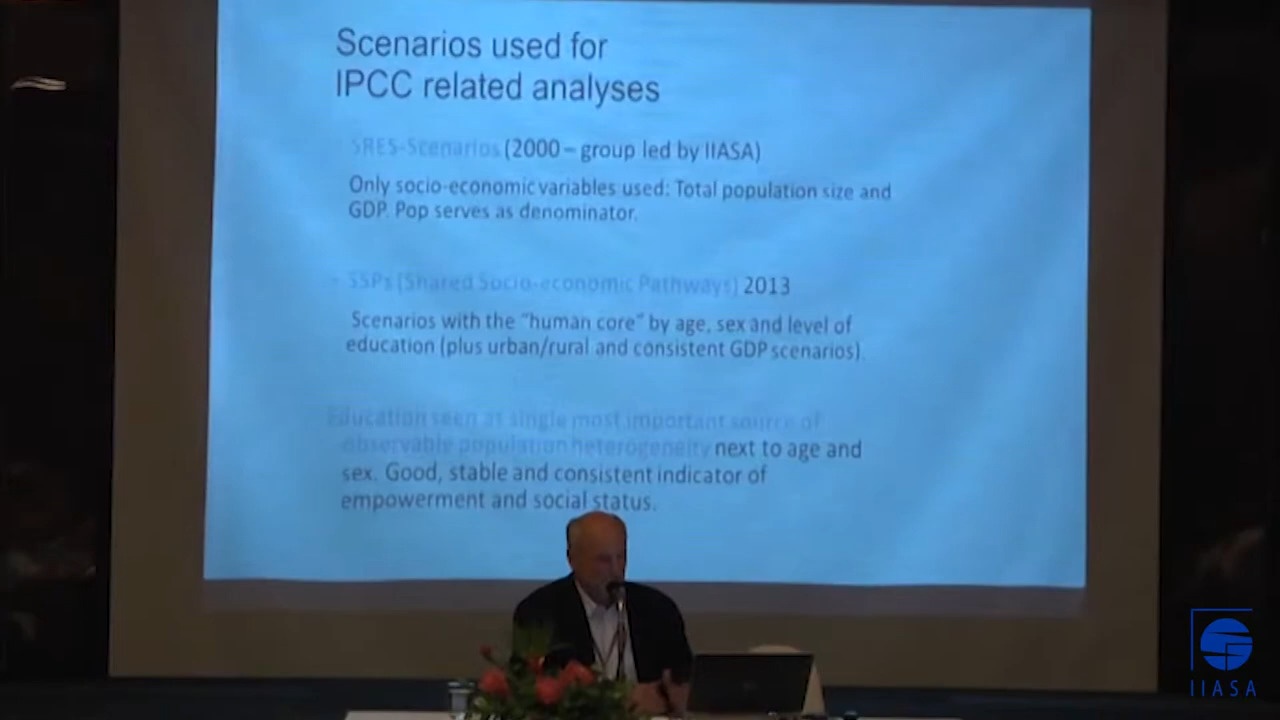 Scenarios used for
IPCC related analyses
SRES-Scenarios (2000 – group led by IIASA)
Only socio-economic variables used: Total population size and
GDP. Pop serves as denominator.
- SSPs (Shared Socio-economic Pathways) 2013
Scenarios with the "human core" by age, sex and level of
education (plus urban/rural and consistent GDP scenarios).
Education seen at single most important source of
observable population heterogeneity next to age and
sex. Good, stable and consistent indicator of
empowerment and social status.
IIASA